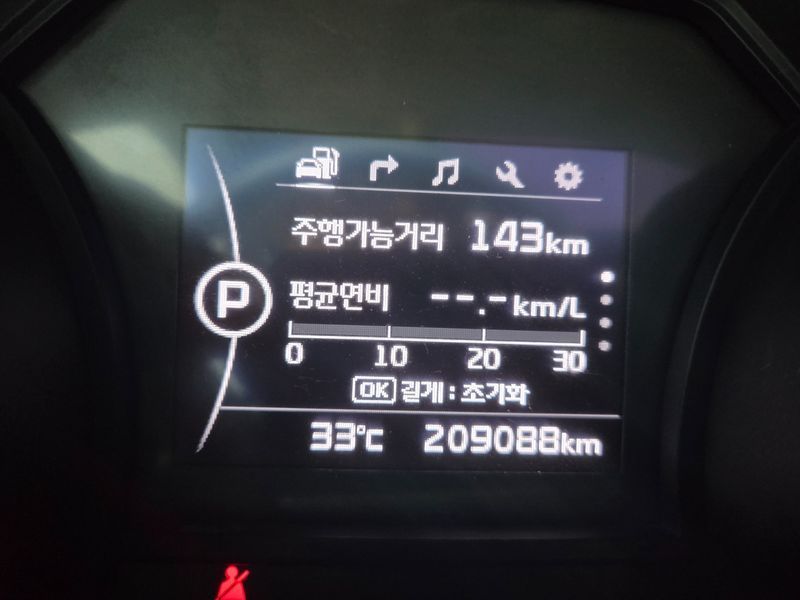 주행가능거리 143km
P
평균연비 --.- km/L
0 10 20 30
OK 길게 : 초기화
33°C 209088km